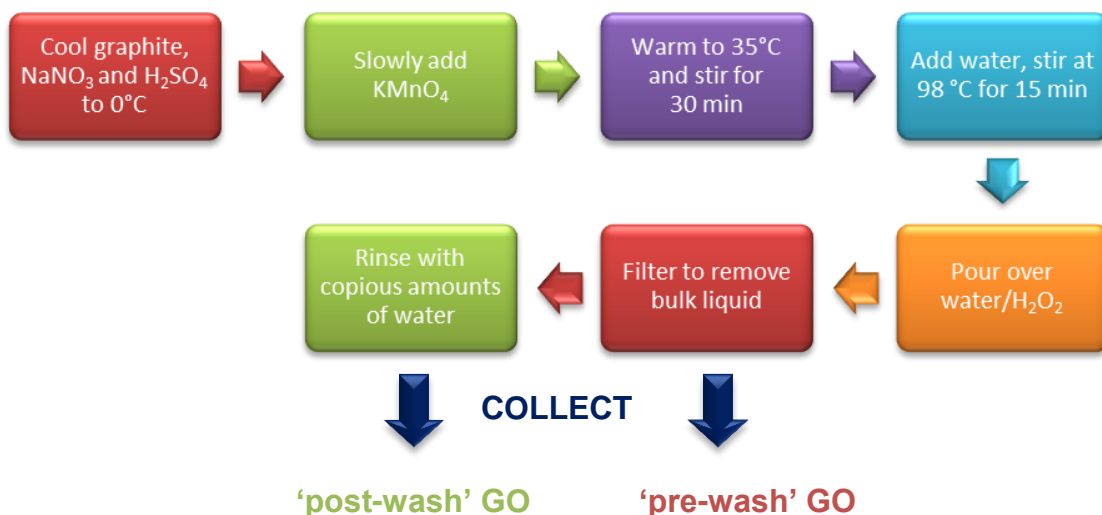 Cool graphite,
NaNO₃ and H₂SO₄
to 0°C
Slowly add
KMnO₄
Warm to 35°C
and stir for
30 min
Add water, stir at
98 °C for 15 min
Pour over
water/H₂O₂
Filter to remove
bulk liquid
Rinse with
copious amounts
of water
COLLECT
‘post-wash’ GO
‘pre-wash’ GO